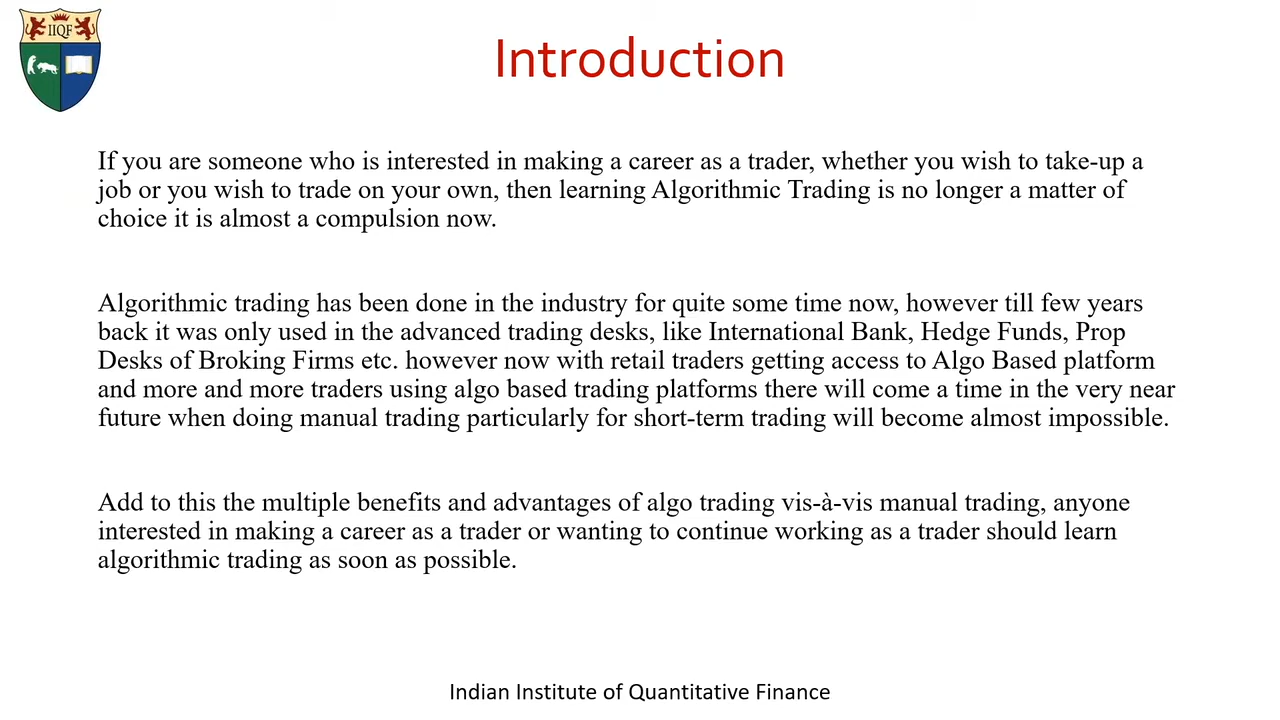 IIQF
Introduction
If you are someone who is interested in making a career as a trader, whether you wish to take-up a
job or you wish to trade on your own, then learning Algorithmic Trading is no longer a matter of
choice it is almost a compulsion now.
Algorithmic trading has been done in the industry for quite some time now, however till few years
back it was only used in the advanced trading desks, like International Bank, Hedge Funds, Prop
Desks of Broking Firms etc. however now with retail traders getting access to Algo Based platform
and more and more traders using algo based trading platforms there will come a time in the very near
future when doing manual trading particularly for short-term trading will become almost impossible.
Add to this the multiple benefits and advantages of algo trading vis-à-vis manual trading, anyone
interested in making a career as a trader or wanting to continue working as a trader should learn
algorithmic trading as soon as possible.
Indian Institute of Quantitative Finance